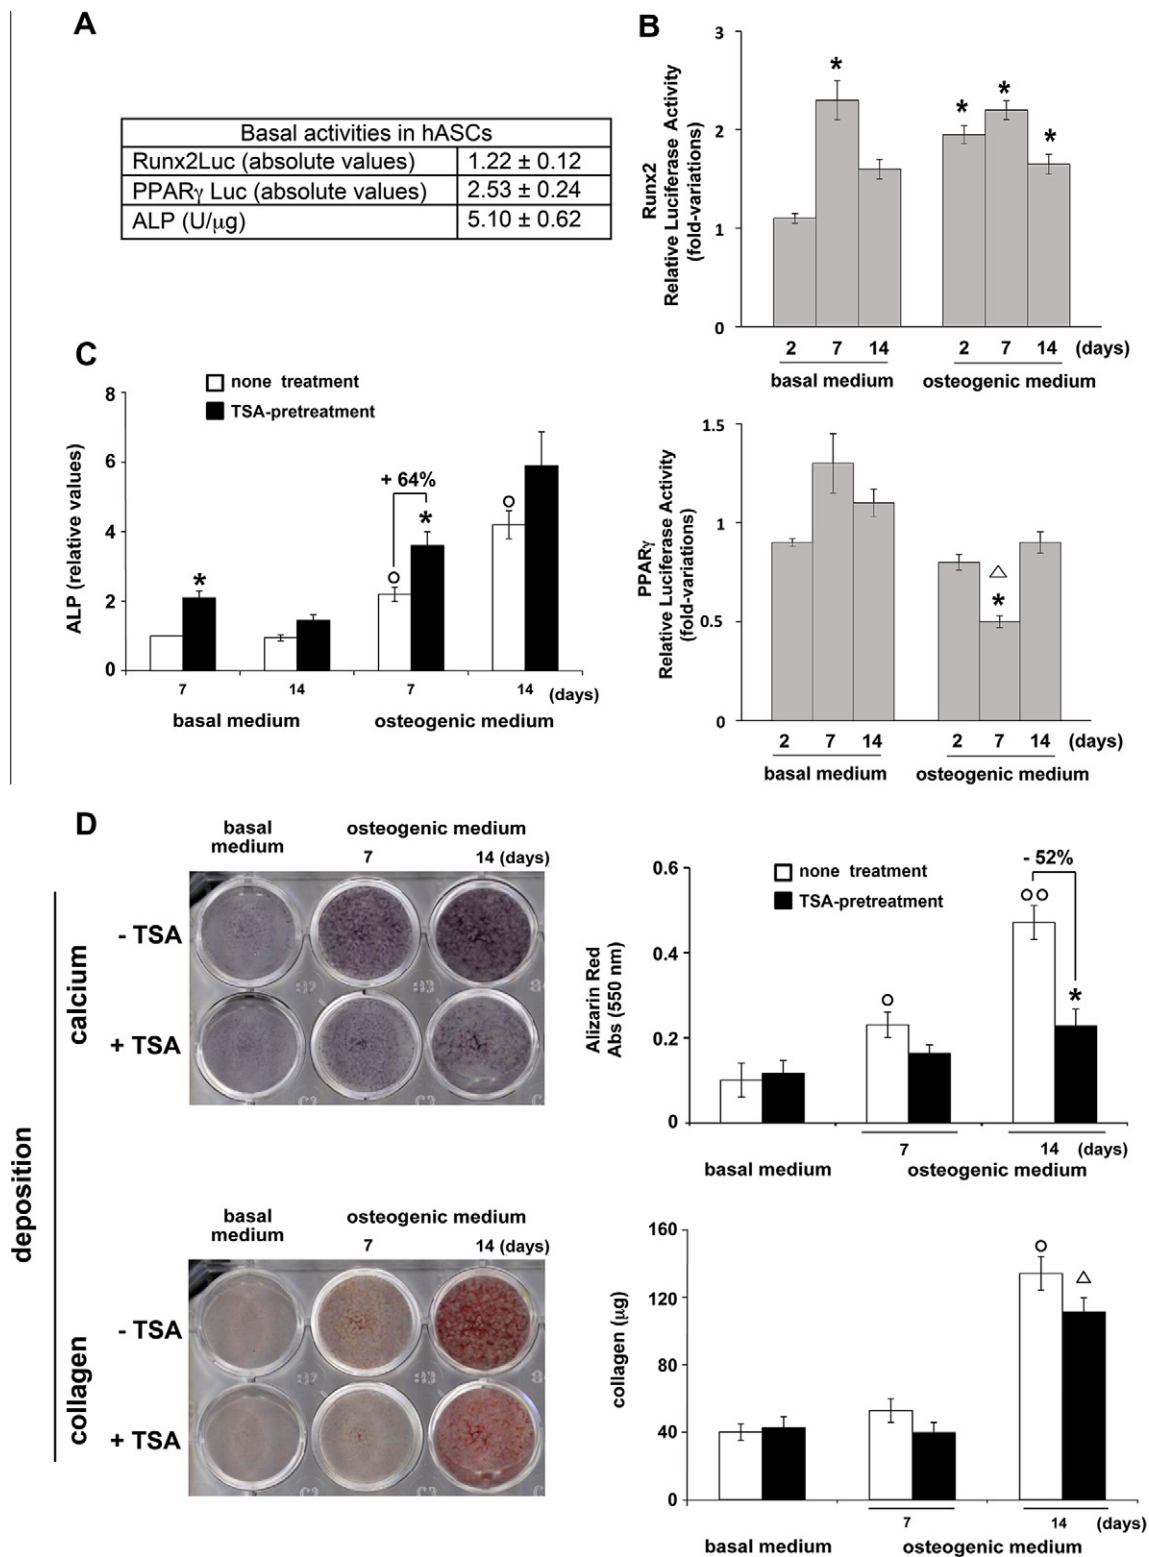 A
Basal activities in hASCs
Runx2Luc (absolute values) 1.22 ± 0.12
PPARγ Luc (absolute values) 2.53 ± 0.24
ALP (U/μg) 5.10 ± 0.62
B
Runx2
Relative Luciferase Activity
(fold-variations)
3
2
1
0
*
* * *
2 7 14 2 7 14 (days)
basal medium osteogenic medium
PPARγ
Relative Luciferase Activity
(fold-variations)
1.5
1
0.5
0
△
*
2 7 14 2 7 14 (days)
basal medium osteogenic medium
C
none treatment
TSA-pretreatment
ALP (relative values)
8
6
4
2
0
+ 64%
* ○ * ○
7 14 7 14 (days)
basal medium osteogenic medium
D
deposition
calcium
basal medium
osteogenic medium
7 14 (days)
- TSA
+ TSA
none treatment
TSA-pretreatment
Alizarin Red
Abs (550 nm)
0.6
0.4
0.2
0
- 52%
○ ○○ *
7 14 (days)
basal medium osteogenic medium
collagen
basal medium
osteogenic medium
7 14 (days)
- TSA
+ TSA
collagen (μg)
160
120
80
40
0
○ △
7 14 (days)
basal medium osteogenic medium